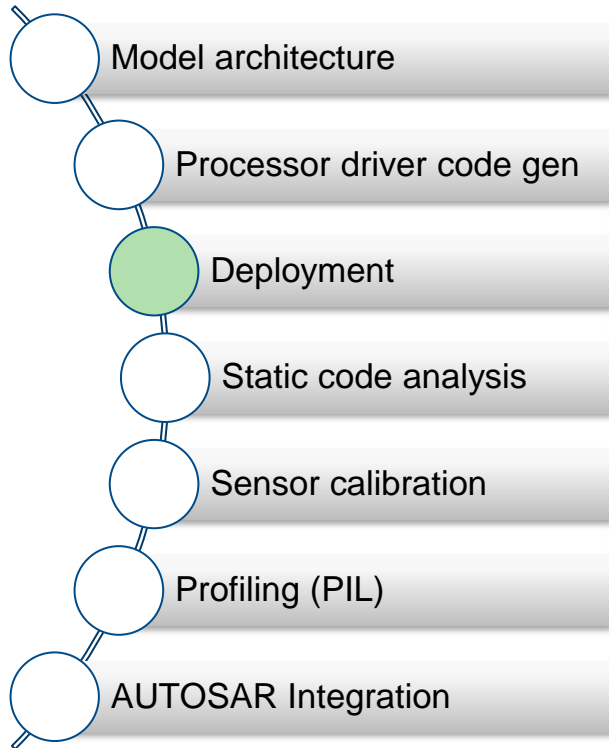 Model architecture
Processor driver code gen
Deployment
Static code analysis
Sensor calibration
Profiling (PIL)
AUTOSAR Integration